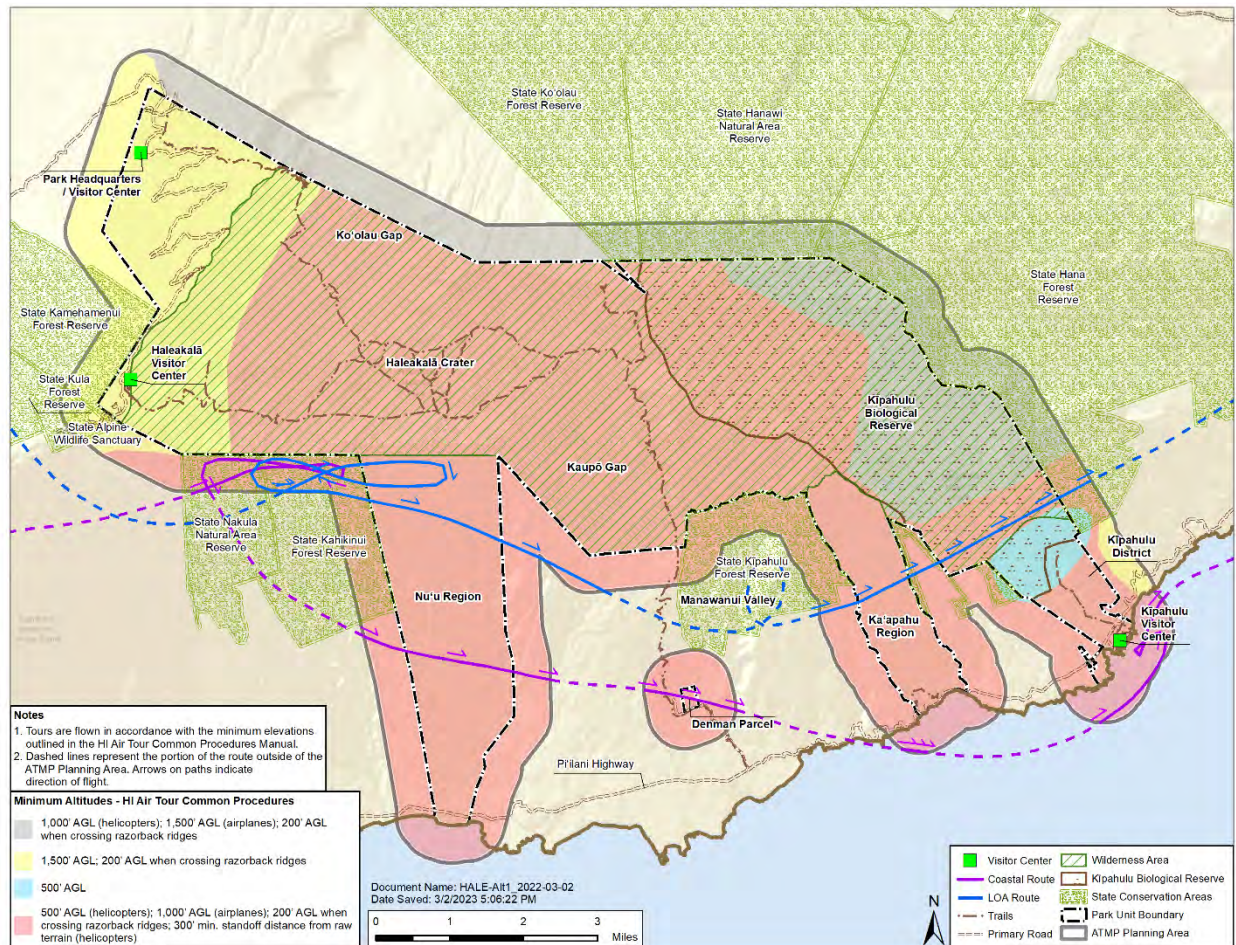 State Koʻolau
Forest Reserve
State Hanawi
Natural Area
Reserve
Park Headquarters
/ Visitor Center
Koʻolau Gap
State Hana
Forest
Reserve
State Kamehamenui
Forest Reserve
Haleakalā
Visitor
Center
Haleakalā Crater
State Kula
Forest
Reserve
Kīpahulu
Biological
Reserve
State Alpine
Wildlife Sanctuary
Kaupō Gap
State Nakula
Natural Area
Reserve
State Kahikinui
Forest Reserve
Kīpahulu
District
State Kīpahulu
Forest Reserve
Nuʻu Region
Manawanui Valley
Kaʻapahu
Region
Kīpahulu
Visitor
Center
Denman Parcel
Piʻilani Highway
Notes
1. Tours are flown in accordance with the minimum elevations
outlined in the HI Air Tour Common Procedures Manual.
2. Dashed lines represent the portion of the route outside of the
ATMP Planning Area. Arrows on paths indicate
direction of flight.
Minimum Altitudes - HI Air Tour Common Procedures
1,000' AGL (helicopters); 1,500' AGL (airplanes); 200' AGL
when crossing razorback ridges
1,500' AGL; 200' AGL when crossing razorback ridges
500' AGL
500' AGL (helicopters); 1,000' AGL (airplanes); 200' AGL when
crossing razorback ridges; 300' min. standoff distance from raw
terrain (helicopters)
Document Name: HALE-Alt1_2022-03-02
Date Saved: 3/2/2023 5:06:22 PM
0 1 2 3
Miles
N
Visitor Center
Coastal Route
LOA Route
Trails
Primary Road
Wilderness Area
Kīpahulu Biological Reserve
State Conservation Areas
Park Unit Boundary
ATMP Planning Area